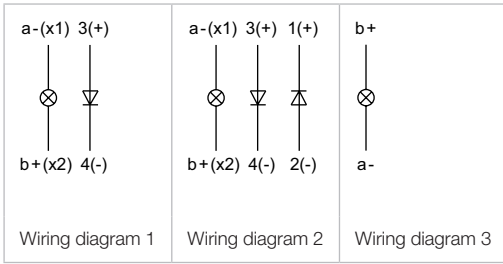 a-(x1) 3(+)
b+(x2) 4(-)
Wiring diagram 1
a-(x1) 3(+) 1(+)
b+(x2) 4(-) 2(-)
Wiring diagram 2
b+
a-
Wiring diagram 3